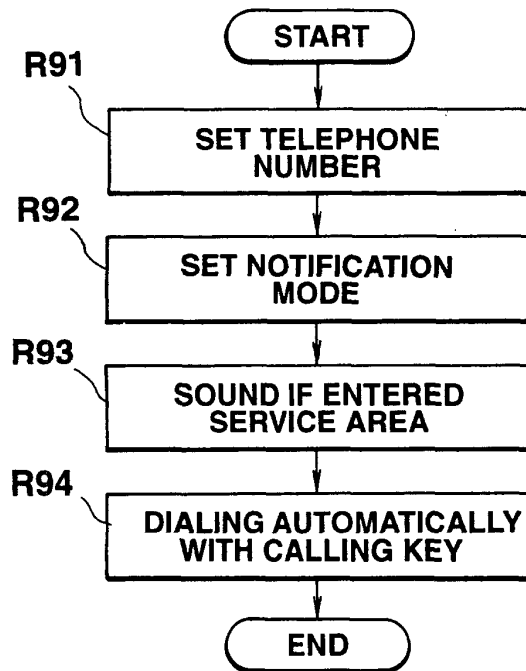 START
R91
SET TELEPHONE
NUMBER
R92
SET NOTIFICATION
MODE
R93
SOUND IF ENTERED
SERVICE AREA
R94
DIALING AUTOMATICALLY
WITH CALLING KEY
END